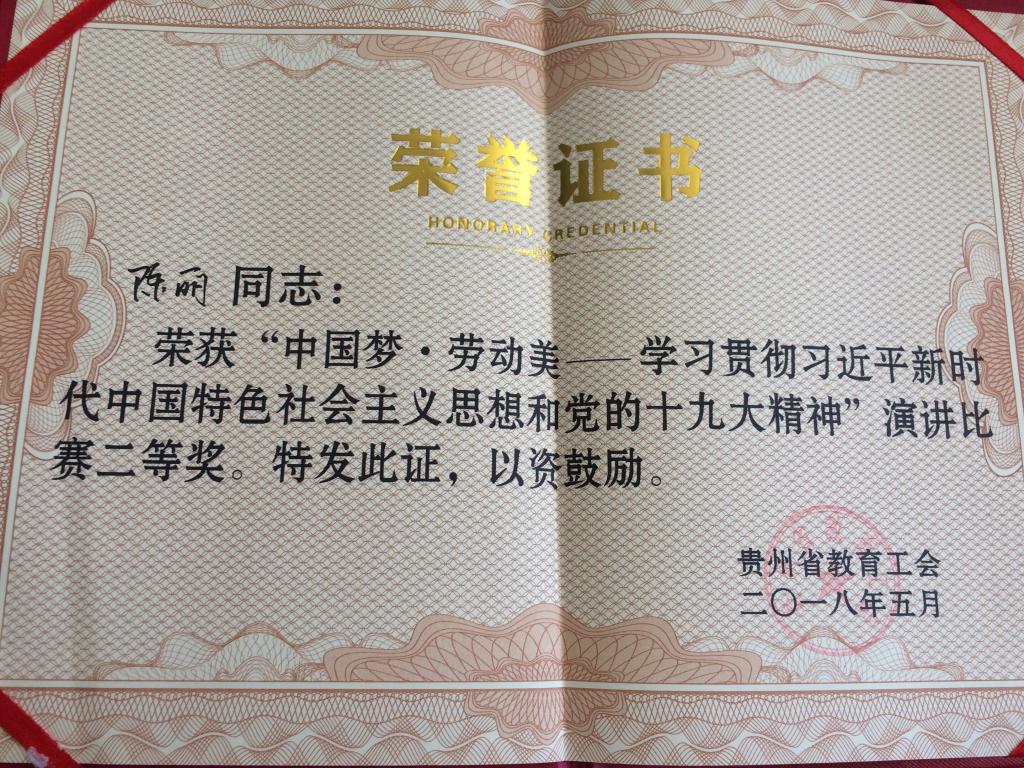 荣誉证书
HONORARY CREDENTIAL
陈丽 同志：
荣获“中国梦·劳动美——学习贯彻习近平新时
代中国特色社会主义思想和党的十九大精神”演讲比
赛二等奖。特发此证，以资鼓励。
贵州省教育工会
二〇一八年五月